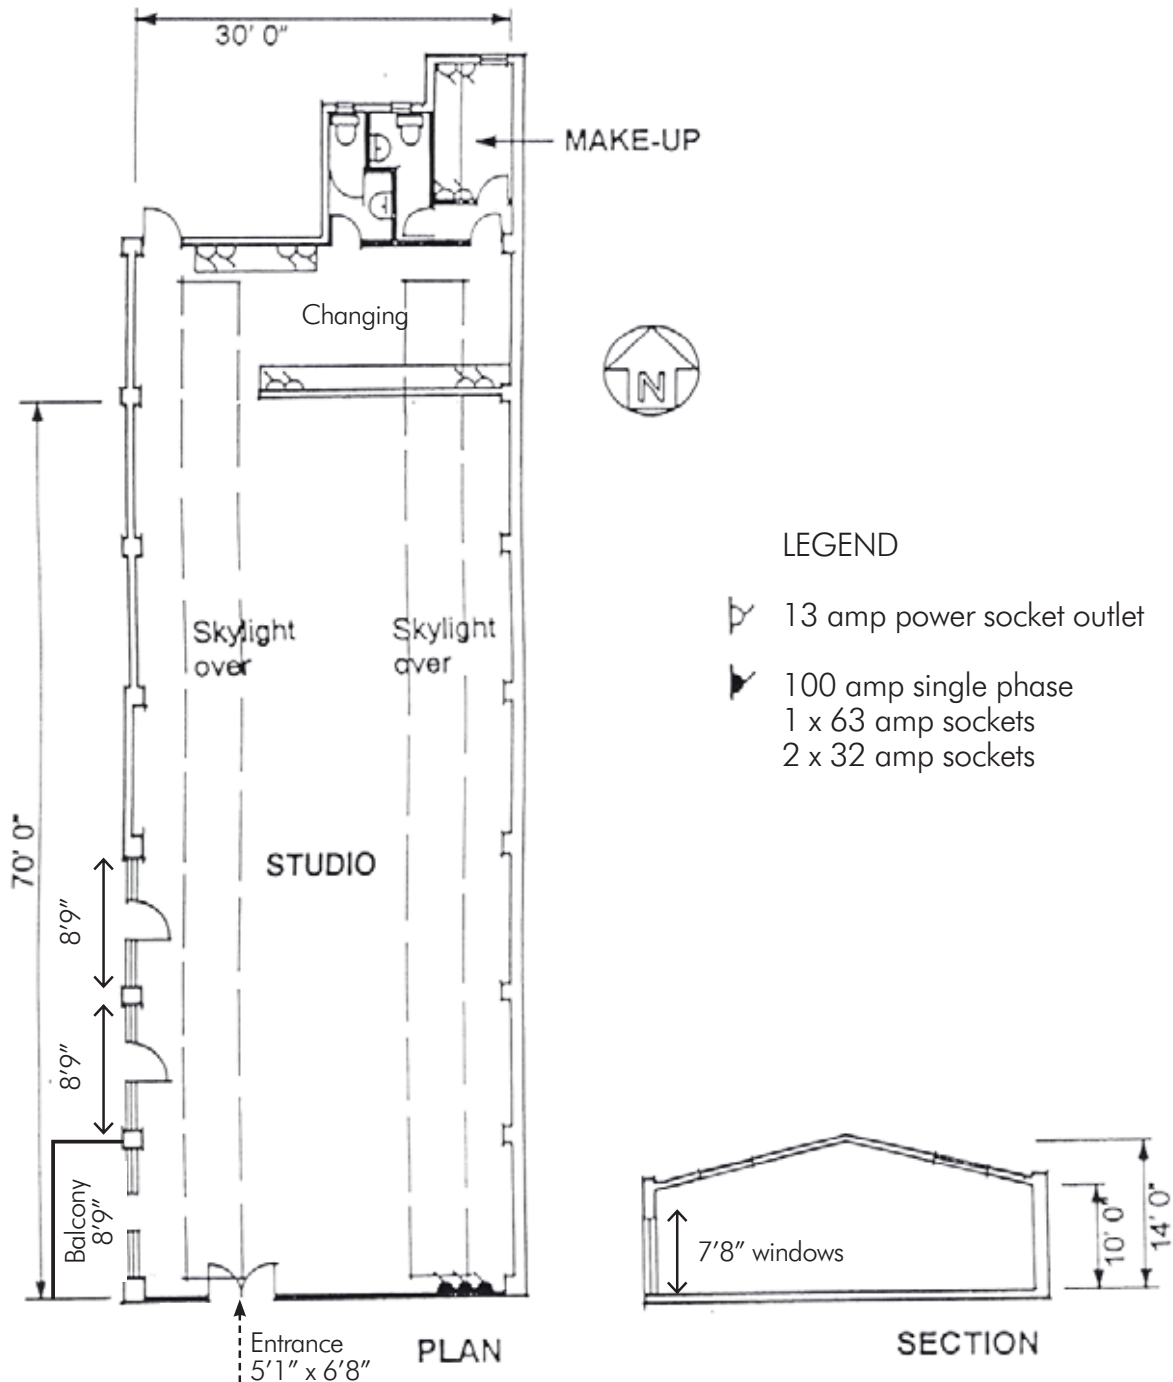 30' 0"
MAKE-UP
Changing
N
LEGEND
13 amp power socket outlet
100 amp single phase
1 x 63 amp sockets
2 x 32 amp sockets
Skylight
over
Skylight
over
70' 0"
STUDIO
8'9"
8'9"
Balcony
8'9"
7'8" windows
10' 0"
14' 0"
Entrance
5'1" x 6'8"
PLAN
SECTION